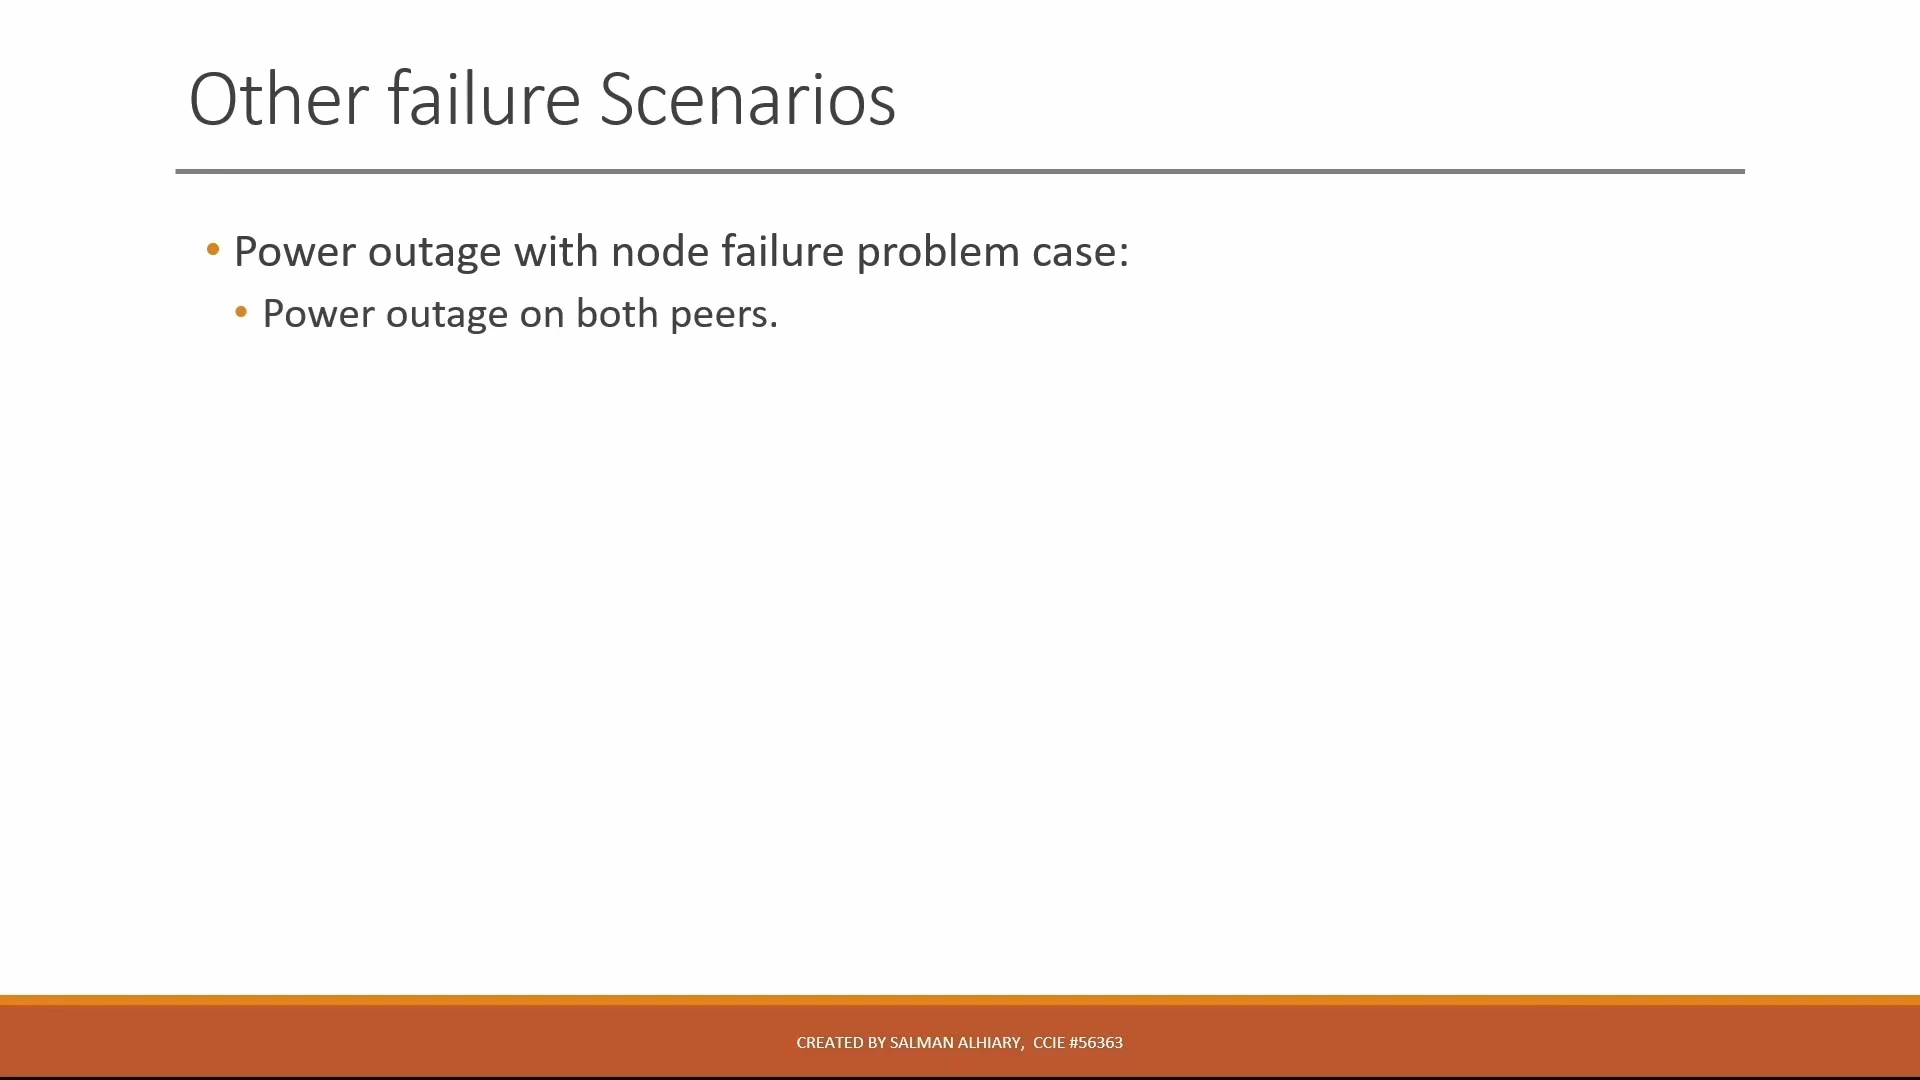 Other failure Scenarios
• Power outage with node failure problem case:
• Power outage on both peers.
CREATED BY SALMAN ALHIARY, CCIE #56363